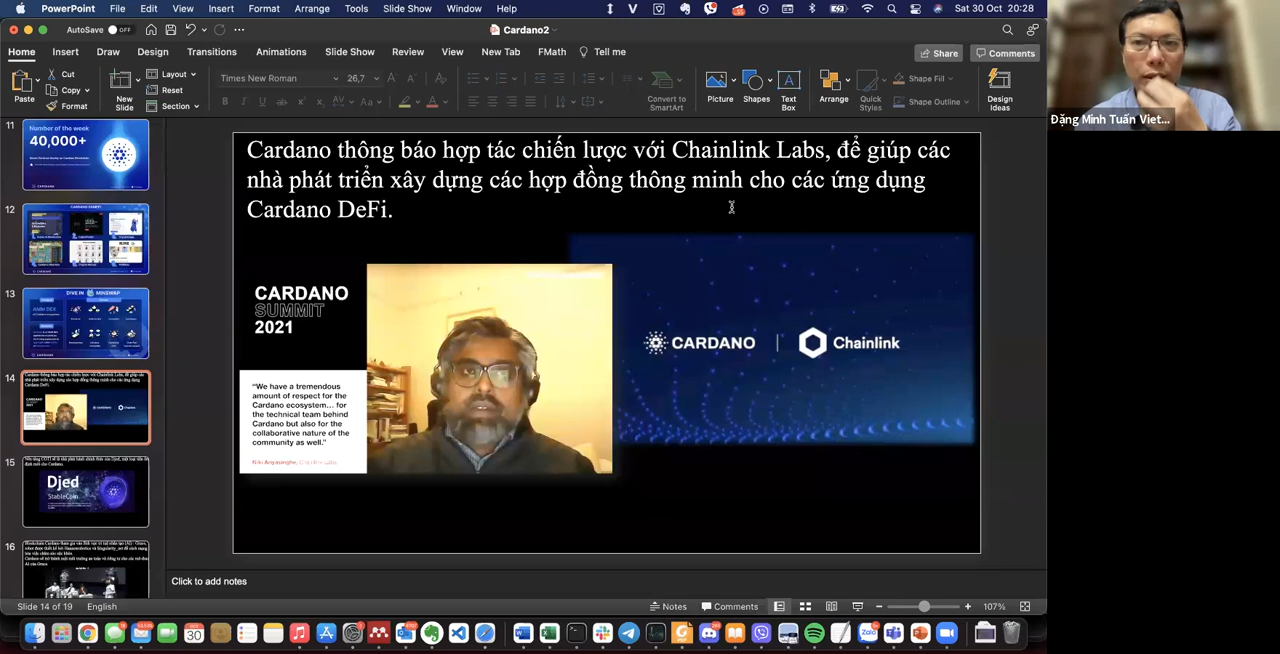 PowerPoint File Edit View Insert Format Arrange Tools Slide Show Window Help Sat 30 Oct 20:28
AutoSave OFF Cardano2
Home Insert Draw Design Transitions Animations Slide Show Review View New Tab FMath Tell me Share Comments
Paste Cut Copy Format
New Slide Layout Reset Section
Times New Roman 26,7
Convert to SmartArt
Picture Shapes Text Box
Arrange Quick Styles Shape Fill Shape Outline
Design Ideas
Đặng Minh Tuấn Viet...
11
Number of the week
40,000+
12
13
DIVE IN MINSWAP
14
15
Djed
StableCoin
16
Cardano thông báo hợp tác chiến lược với Chainlink Labs, để giúp các
nhà phát triển xây dựng các hợp đồng thông minh cho các ứng dụng
Cardano DeFi.
CARDANO
SUMMIT
2021
"We have a tremendous
amount of respect for the
Cardano ecosystem... for
the technical team behind
Cardano but also for the
collaborative nature of the
community as well."
CARDANO | Chainlink
Click to add notes
Slide 14 of 19 English Notes Comments 107%